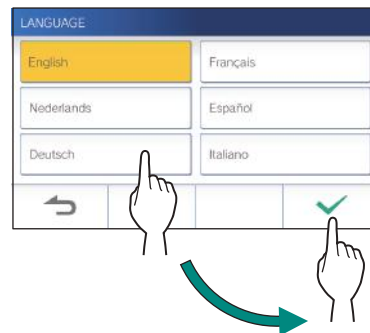 LANGUAGE
English
Français
Nederlands
Español
Deutsch
Italiano